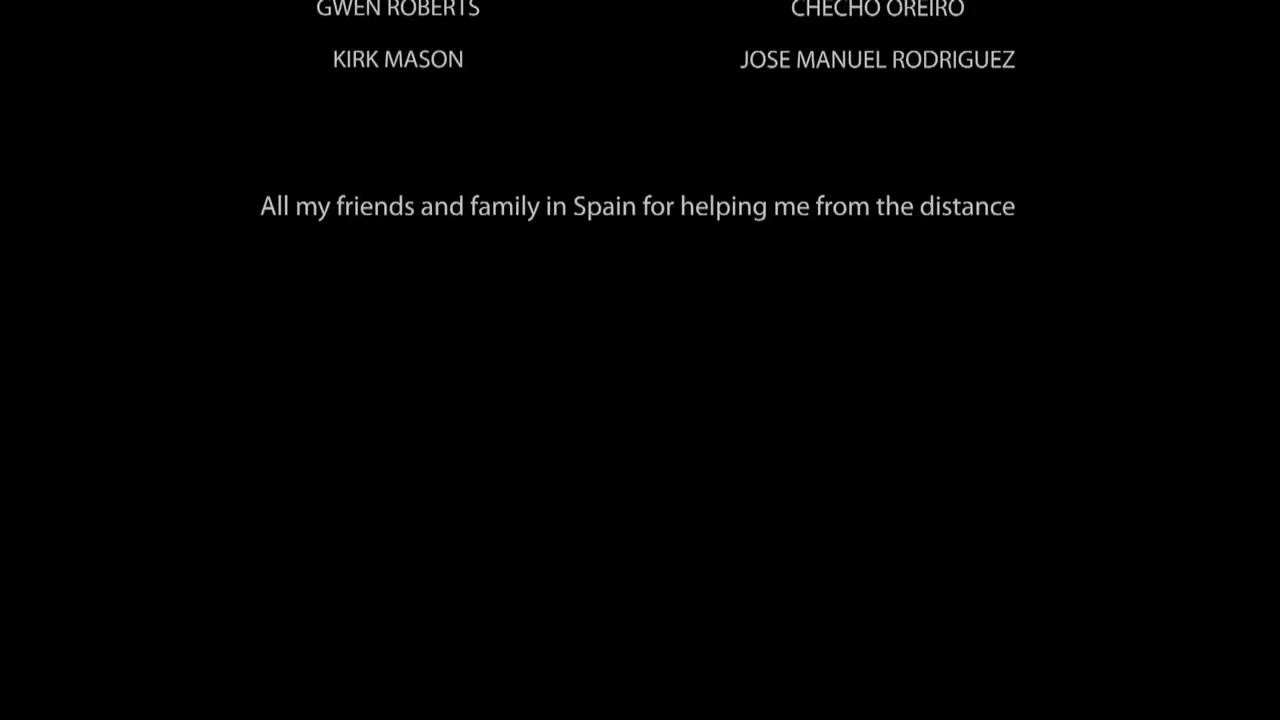 GWEN ROBERTS CHECHO OREIRO
KIRK MASON JOSE MANUEL RODRIGUEZ
All my friends and family in Spain for helping me from the distance